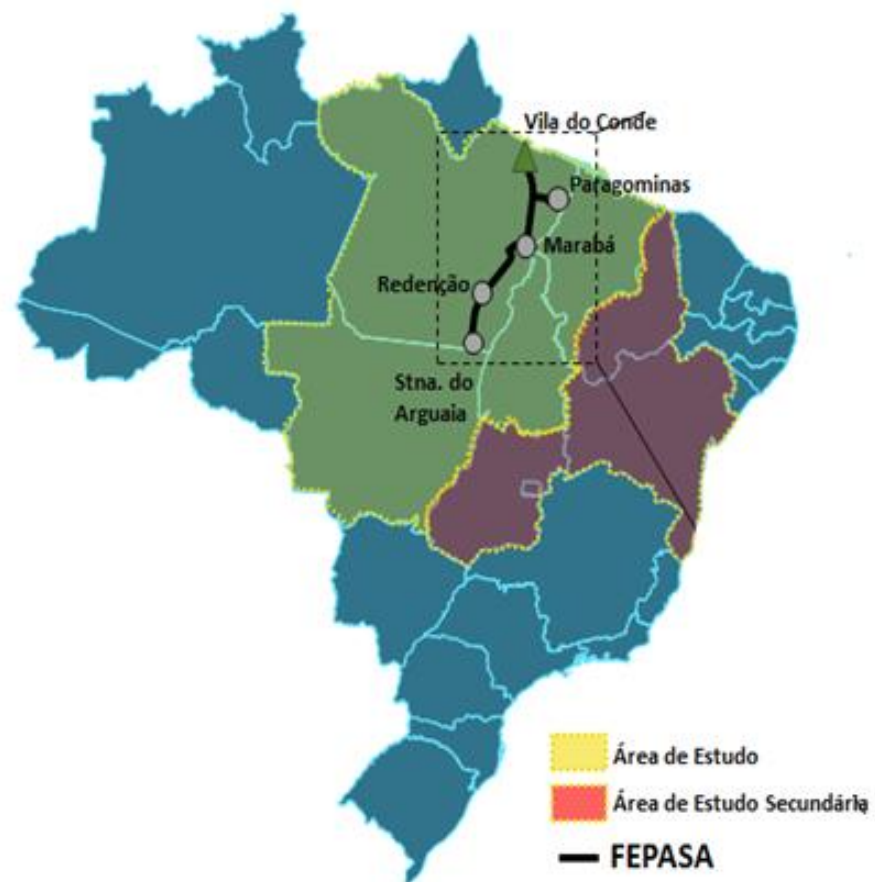 Vila do Conde
Paragominas
Marabá
Redenção
Stna. do
Arguaia
Área de Estudo
Área de Estudo Secundária
FEPASA